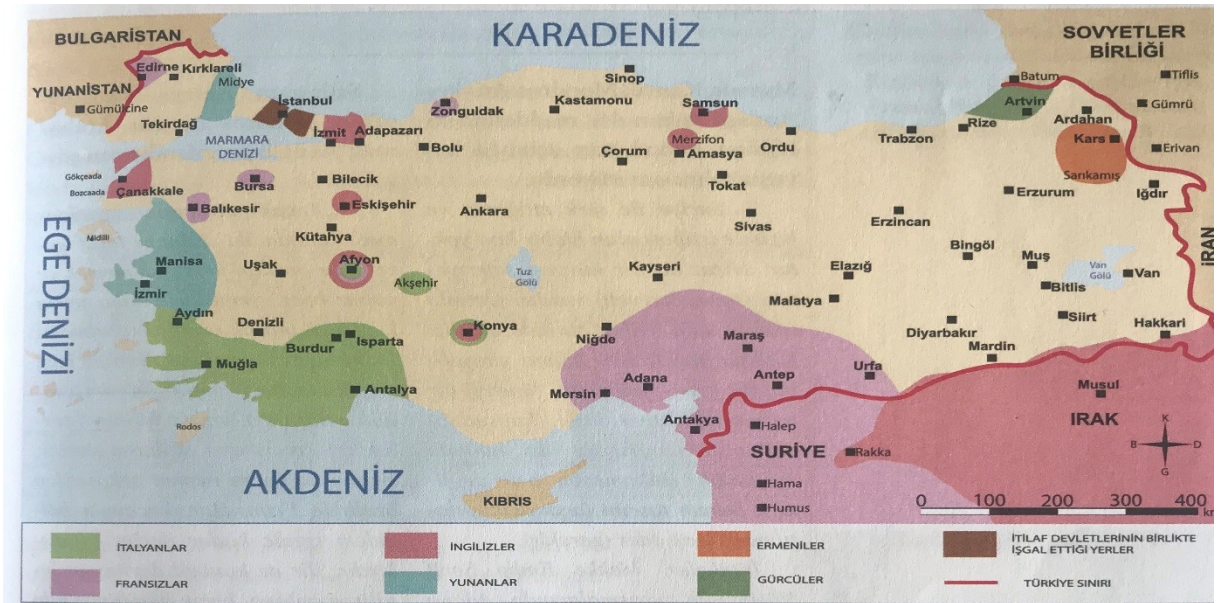 BULGARİSTAN
KARADENİZ
SOVYETLER
BİRLİĞİ
Edirne
Kırklareli
YUNANİSTAN
Midye
Sinop
Batum
Tiflis
Gümülcine
İstanbul
Zonguldak
Kastamonu
Samsun
Artvin
Gümrü
Tekirdağ
MARMARA
DENİZİ
İzmit
Adapazarı
Bolu
Çorum
Merzifon
Amasya
Ordu
Trabzon
Rize
Ardahan
Kars
Erivan
Gökçeada
Bozcaada
Çanakkale
Bursa
Bilecik
Tokat
Sarıkamış
Iğdır
Balıkesir
Eskişehir
Ankara
Sivas
Erzincan
Erzurum
EGE DENİZİ
Midilli
Kütahya
Manisa
Uşak
Afyon
Akşehir
Tuz
Gölü
Kayseri
Elazığ
Bingöl
Muş
Van
Gölü
Van
İRAN
İzmir
Malatya
Bitlis
Aydın
Denizli
Konya
Niğde
Diyarbakır
Siirt
Hakkari
Burdur
Isparta
Maraş
Mardin
Muğla
Antalya
Mersin
Adana
Antep
Urfa
Musul
Rodos
Antakya
Halep
IRAK
K
B
D
G
SURİYE
Rakka
AKDENİZ
KIBRIS
Hama
Humus
0 100 200 300 400
km
İTALYANLAR
İNGİLİZLER
ERMENİLER
İTİLAF DEVLETLERİNİN BİRLİKTE
İŞGAL ETTİĞİ YERLER
FRANSIZLAR
YUNANLAR
GÜRCÜLER
TÜRKİYE SINIRI